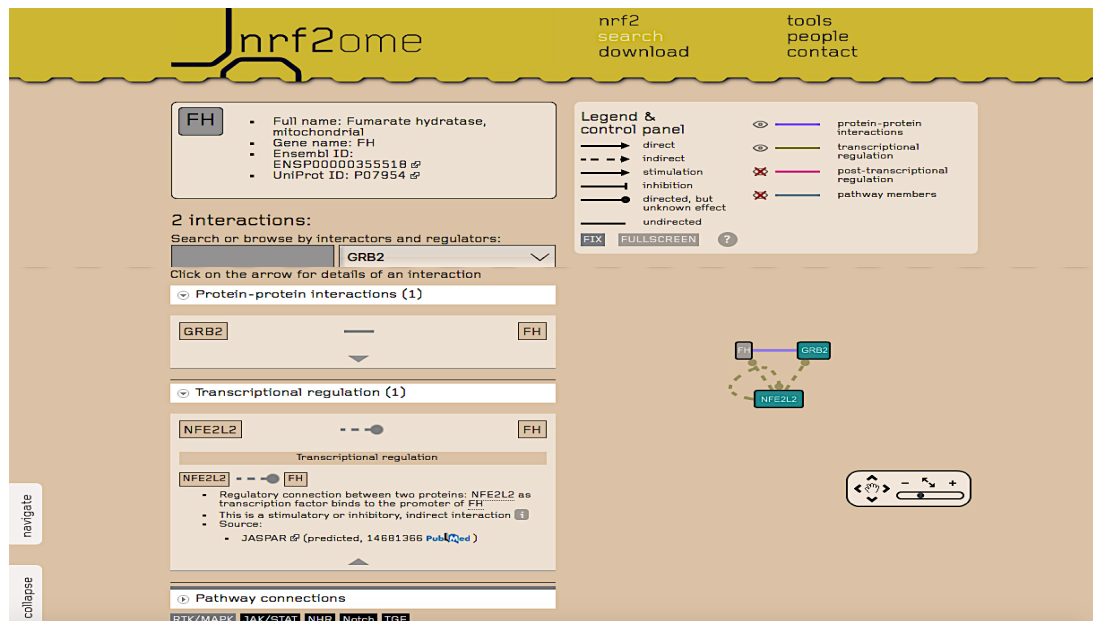 nrf2ome
nrf2
search
download
tools
people
contact
FH
Full name: Fumarate hydratase,
mitochondrial
Gene name: FH
Ensembl ID:
ENSP00000355518
UniProt ID: P07954
Legend &
control panel
direct
indirect
stimulation
inhibition
directed, but
unknown effect
undirected
FIX FULLSCREEN ?
protein-protein
interactions
transcriptional
regulation
post-transcriptional
regulation
pathway members
2 interactions:
Search or browse by interactors and regulators:
GRB2
Click on the arrow for details of an interaction
Protein-protein interactions (1)
GRB2 FH
Transcriptional regulation (1)
NFE2L2 FH
Transcriptional regulation
NFE2L2 FH
Regulatory connection between two proteins: NFE2L2 as
transcription factor binds to the promoter of FH
This is a stimulatory or inhibitory, indirect interaction i
Source:
JASPAR (predicted, 14681366 PubMed )
Pathway connections
RTK/MAPK JAK/STAT NHR Notch TGF
FH GRB2
NFE2L2
- +
navigate
collapse